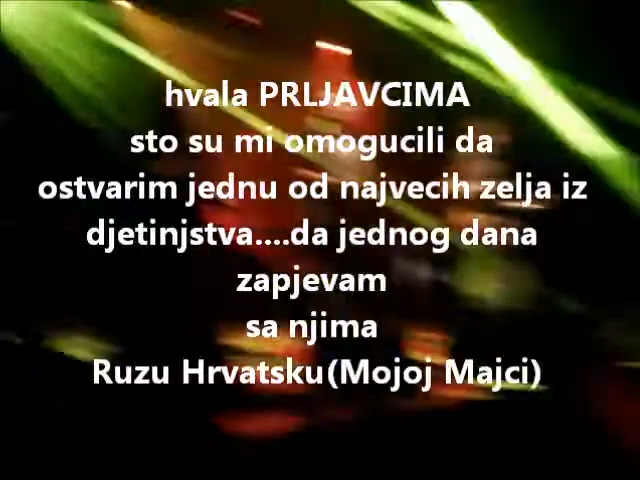 hvala PRLJAVCIMA
sto su mi omogucili da
ostvarim jednu od najvecih zelja iz
djetinjstva....da jednog dana
zapjevam
sa njima
Ruzu Hrvatsku(Mojoj Majci)